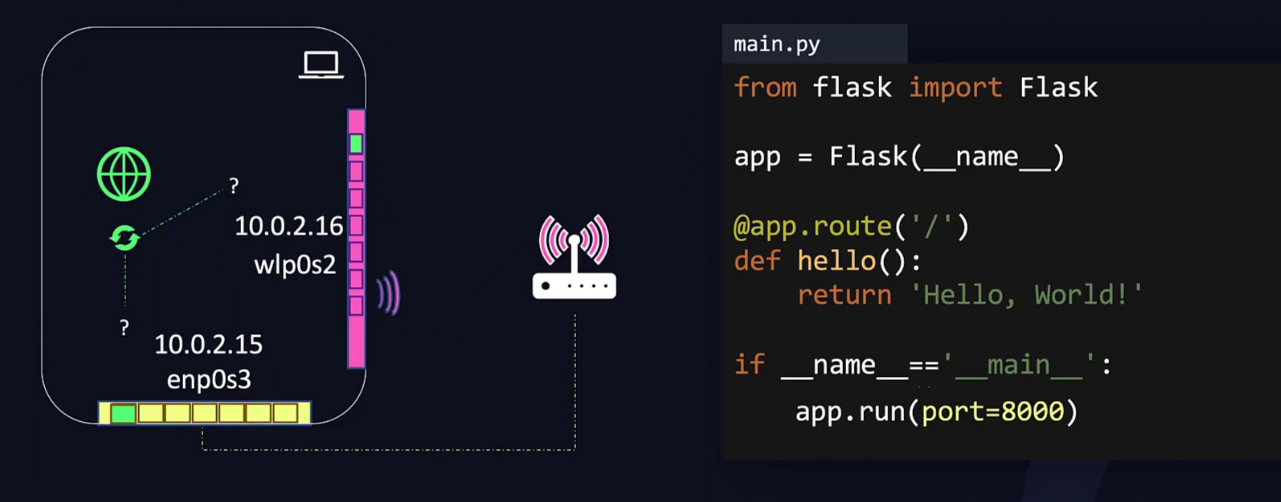 ?
10.0.2.16
wlp0s2
?
10.0.2.15
enp0s3
main.py
from flask import Flask
app = Flask(__name__)
@app.route('/')
def hello():
    return 'Hello, World!'
if __name__=='__main__':
    app.run(port=8000)